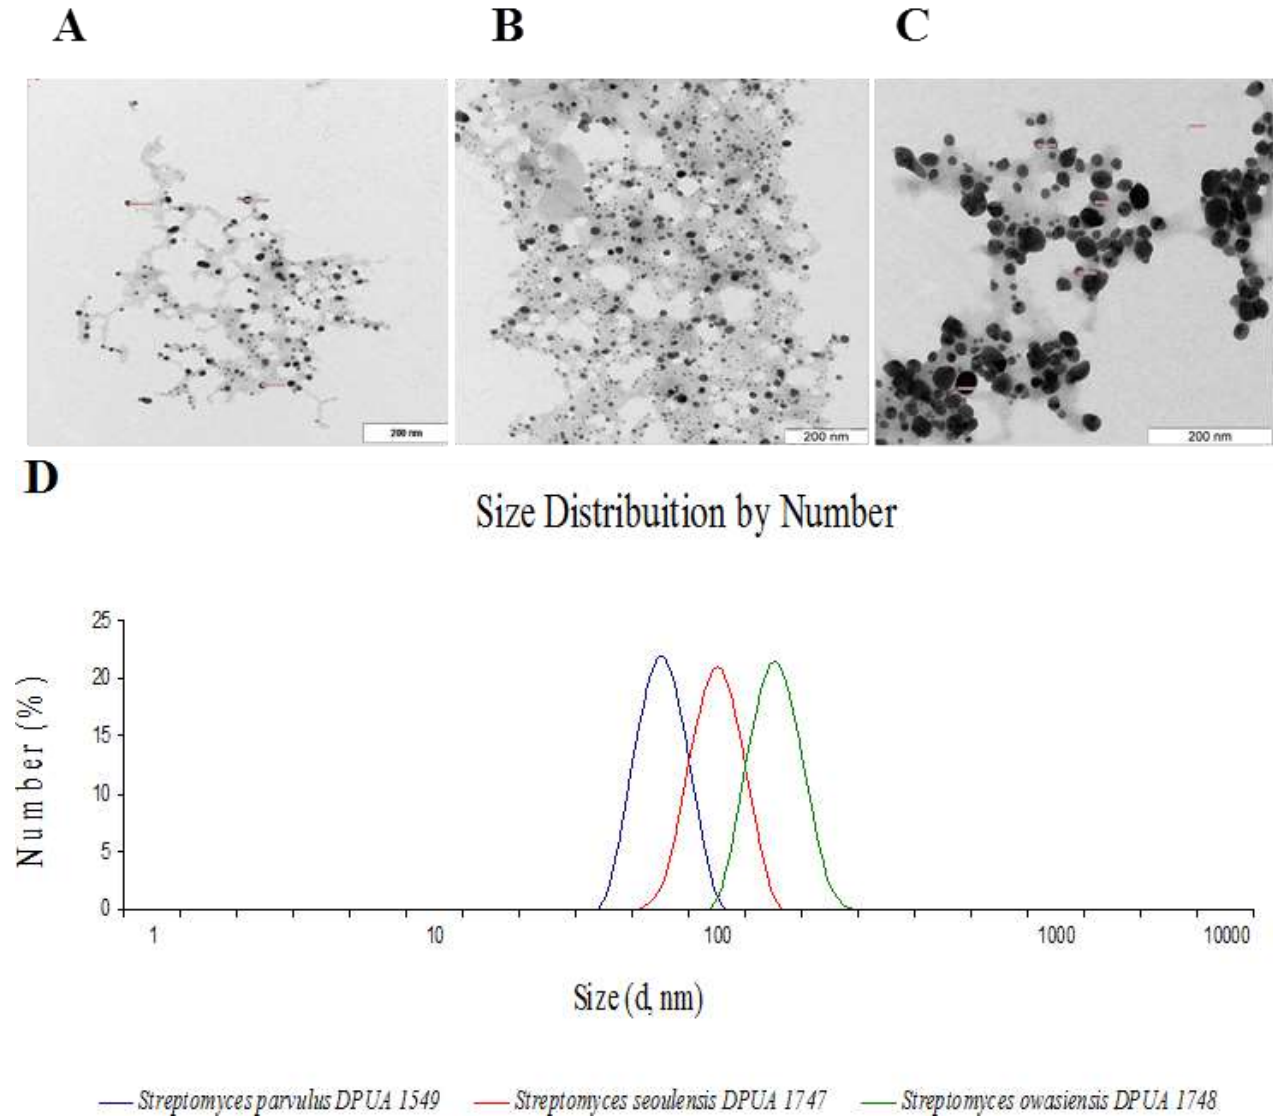 A B C
200 nm 200 nm 200 nm
D
Size Distribuition by Number
25
20
15
10
5
0
Number (%)
1 10 100 1000 10000
Size (d, nm)
Streptomyces parvulus DPUA 1549 Streptomyces seoulensis DPUA 1747 Streptomyces owasiensis DPUA 1748